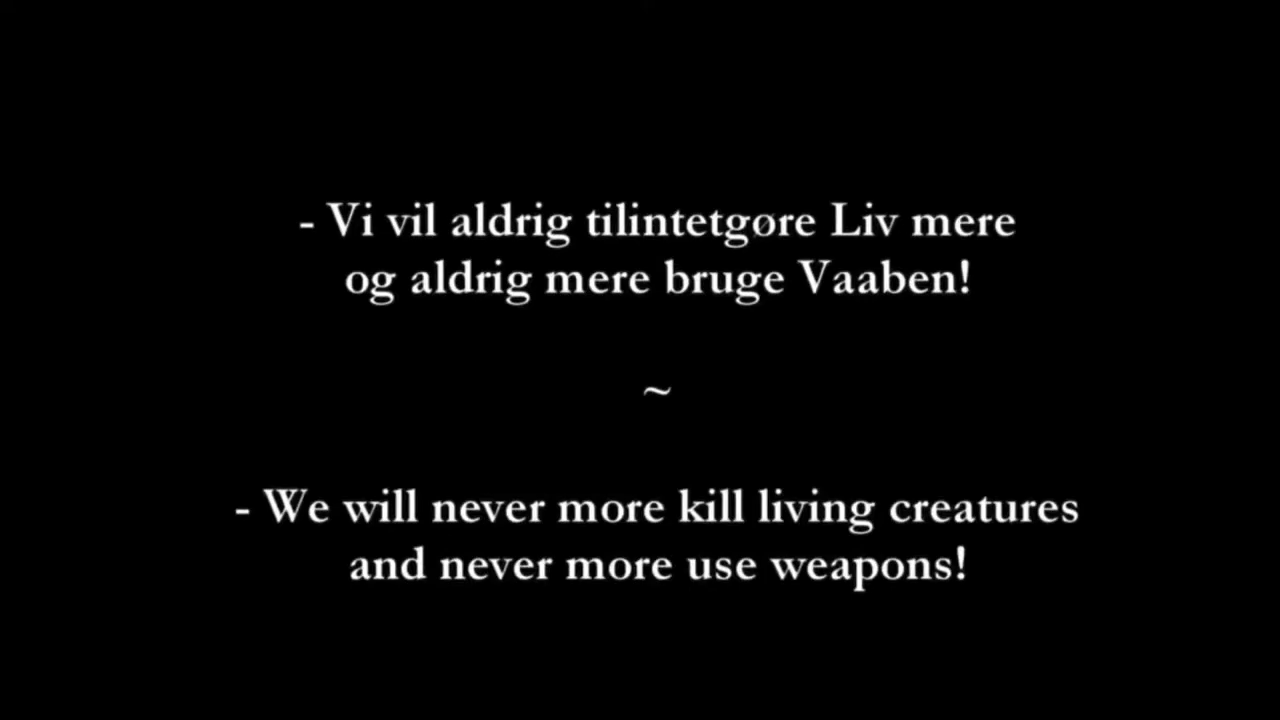 - Vi vil aldrig tilintetgøre Liv mere
og aldrig mere bruge Vaaben!
~
- We will never more kill living creatures
and never more use weapons!